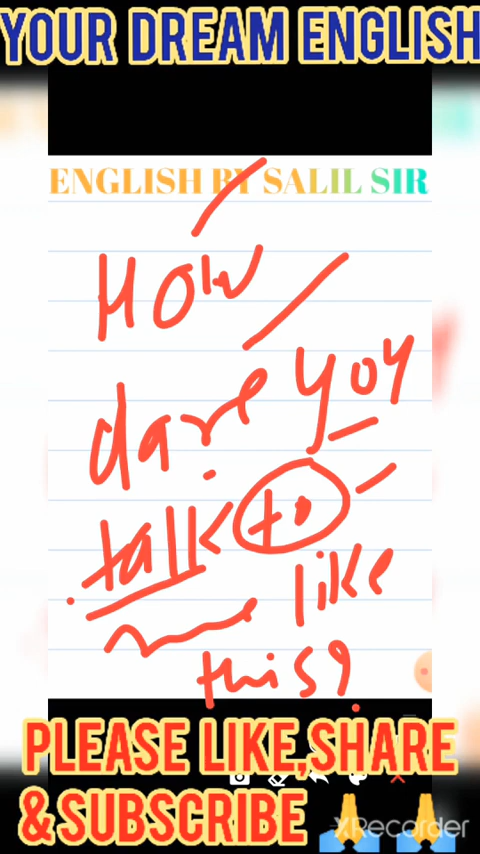 YOUR DREAM ENGLISH
ENGLISH BY SALIL SIR
How
dare you
talk to
me like
this?
PLEASE LIKE,SHARE
&SUBSCRIBE 🙏 🙏
XRecorder